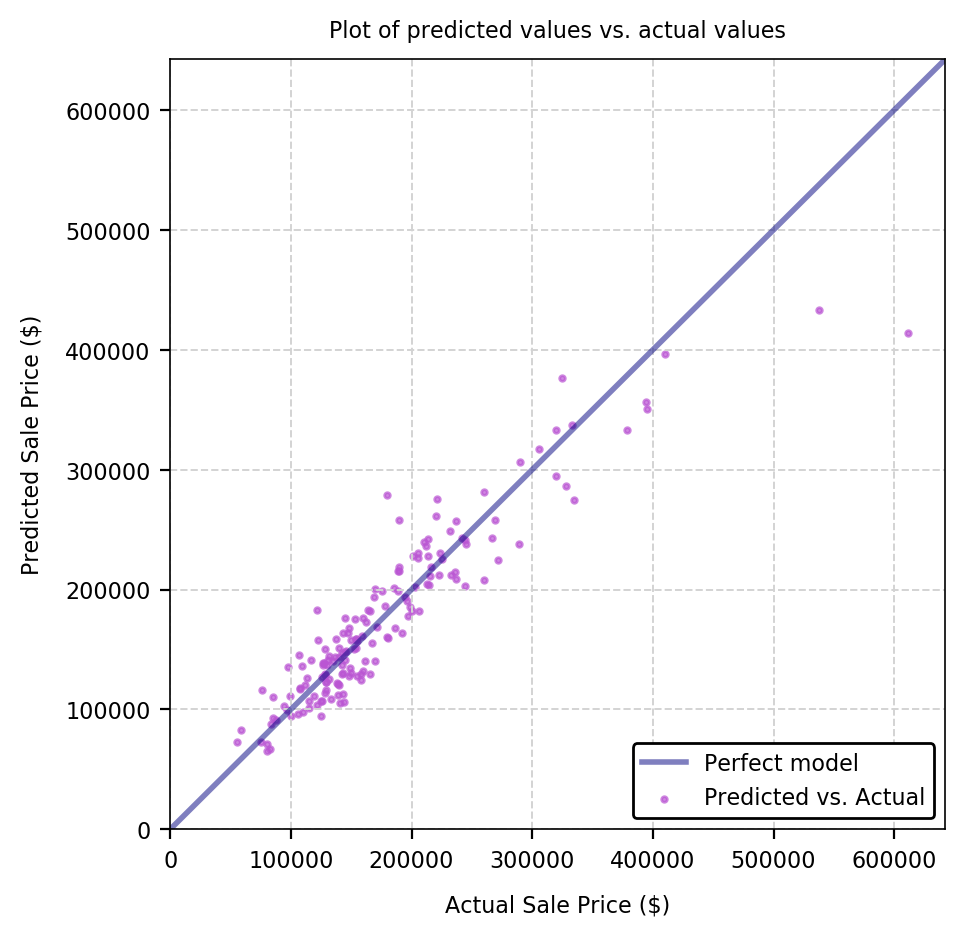 Plot of predicted values vs. actual values
Predicted Sale Price ($)
600000
500000
400000
300000
200000
100000
0
0 100000 200000 300000 400000 500000 600000
Actual Sale Price ($)
Perfect model
Predicted vs. Actual